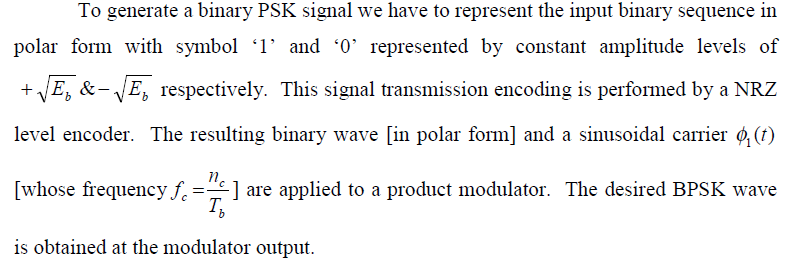 To generate a binary PSK signal we have to represent the input binary sequence in
polar form with symbol ‘1’ and ‘0’ represented by constant amplitude levels of
+√E_b & −√E_b respectively. This signal transmission encoding is performed by a NRZ
level encoder. The resulting binary wave [in polar form] and a sinusoidal carrier ϕ₁(t)
[whose frequency f_c = n_c/T_b ] are applied to a product modulator. The desired BPSK wave
is obtained at the modulator output.